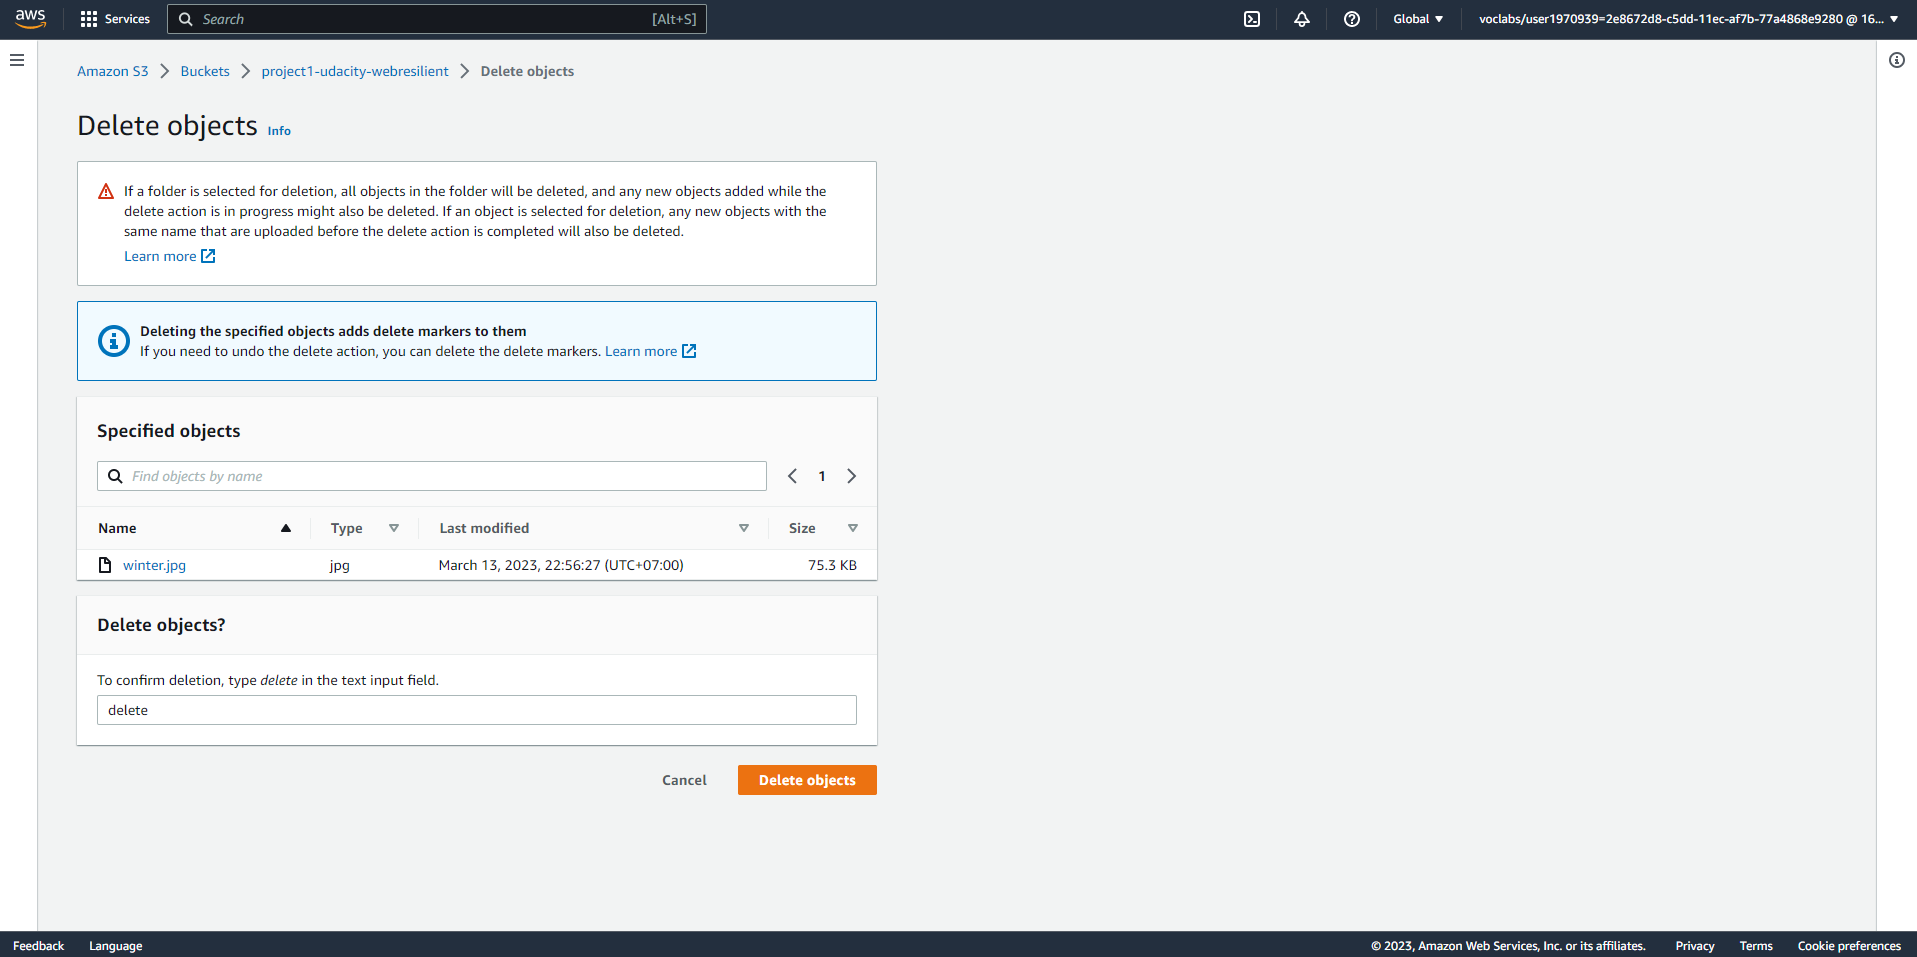 aws
Services
Search
[Alt+S]
Global
voclabs/user1970939=2e8672d8-c5dd-11ec-af7b-77a4868e9280 @ 16...
Amazon S3
Buckets
project1-udacity-webresilient
Delete objects
Delete objects
Info
If a folder is selected for deletion, all objects in the folder will be deleted, and any new objects added while the
delete action is in progress might also be deleted. If an object is selected for deletion, any new objects with the
same name that are uploaded before the delete action is completed will also be deleted.
Learn more
Deleting the specified objects adds delete markers to them
If you need to undo the delete action, you can delete the delete markers. Learn more
Specified objects
Find objects by name
1
Name
Type
Last modified
Size
winter.jpg
jpg
March 13, 2023, 22:56:27 (UTC+07:00)
75.3 KB
Delete objects?
To confirm deletion, type delete in the text input field.
delete
Cancel
Delete objects
Feedback
Language
© 2023, Amazon Web Services, Inc. or its affiliates.
Privacy
Terms
Cookie preferences